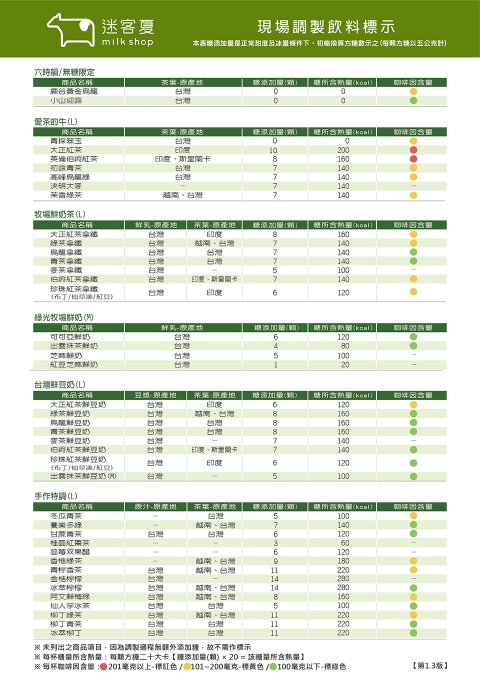 迷客夏
milk shop
現場調製飲料標示
本表糖添加量是正常甜度及冰量條件下，初略換算方糖數示之(每顆方糖以五公克計)
六時韻/無糖限定
商品名稱 茶葉-原產地 糖添加量(顆) 糖所含熱量(kcal) 咖啡因含量
鹿谷黃金烏龍 台灣 0 0
小山迎露 台灣 0 0
愛茶的牛(L)
商品名稱 茶葉-原產地 糖添加量(顆) 糖所含熱量(kcal) 咖啡因含量
青探翠玉 台灣 0 0
大正紅茶 印度 10 200
英倫伯爵紅茶 印度、斯里蘭卡 8 160
初露青茶 台灣 7 140
高峰烏龍綠 台灣 7 140
決明大麥 － 7 140 －
茉香綠茶 越南、台灣 7 140
牧場鮮奶茶(L)
商品名稱 鮮乳-原產地 茶葉-原產地 糖添加量(顆) 糖所含熱量(kcal) 咖啡因含量
大正紅茶拿鐵 台灣 印度 8 160
綠茶拿鐵 台灣 越南、台灣 7 140
烏龍拿鐵 台灣 台灣 7 140
青茶拿鐵 台灣 台灣 7 140
麥茶拿鐵 台灣 － 5 100 －
伯爵紅茶拿鐵 台灣 印度、斯里蘭卡 7 140
珍珠紅茶拿鐵
(布丁/仙草凍/紅豆) 台灣 印度 6 120
綠光牧場鮮奶(M)
商品名稱 鮮乳-原產地 糖添加量(顆) 糖所含熱量(kcal) 咖啡因含量
可可亞鮮奶 台灣 6 120
出雲抹茶鮮奶 台灣 4 80
芝麻鮮奶 台灣 5 100 －
紅豆芝麻鮮奶 台灣 1 20 －
台灣鮮豆奶(L)
商品名稱 豆漿-原產地 茶葉-原產地 糖添加量(顆) 糖所含熱量(kcal) 咖啡因含量
大正紅茶鮮豆奶 台灣 印度 6 120
綠茶鮮豆奶 台灣 越南、台灣 8 160
烏龍鮮豆奶 台灣 台灣 8 160
青茶鮮豆奶 台灣 台灣 8 160
麥茶鮮豆奶 台灣 － 7 140 －
伯爵紅茶鮮豆奶 台灣 印度、斯里蘭卡 7 140
珍珠紅茶鮮豆奶
(布丁/仙草凍/紅豆) 台灣 印度 6 120
出雲抹茶鮮豆奶(M) 台灣 － 5 100
手作特調(L)
商品名稱 原汁-原產地 茶葉-原產地 糖添加量(顆) 糖所含熱量(kcal) 咖啡因含量
冬瓜青茶 － 台灣 5 100
養樂多綠 － 越南、台灣 7 140
甘蔗青茶 台灣 台灣 6 120
桂圓紅棗茶 － － 3 60 －
蔓莓双果醋 － － 6 120 －
香柚綠茶 － 越南、台灣 9 180
青檸香茶 台灣 越南、台灣 11 220
金桔檸檬 台灣 － 14 280 －
冰萃檸檬 台灣 越南、台灣 14 280
阿文鮮梅綠 台灣 越南、台灣 8 160
仙人掌冰茶 台灣 台灣 5 100
柳丁綠茶 台灣 越南、台灣 11 220
柳丁青茶 台灣 台灣 11 220
冰萃柳丁 台灣 台灣 11 220
※ 未列出之商品項目，因為調製過程無額外添加糖，故不需作標示
※ 每杯糖量所含熱量：每顆方糖二十大卡【糖添加量(顆) × 20 = 該糖量所含熱量】
※ 每杯咖啡因含量：201毫克以上-標紅色 / 101~200毫克-標黃色 / 100毫克以下-標綠色
【第1.3版】